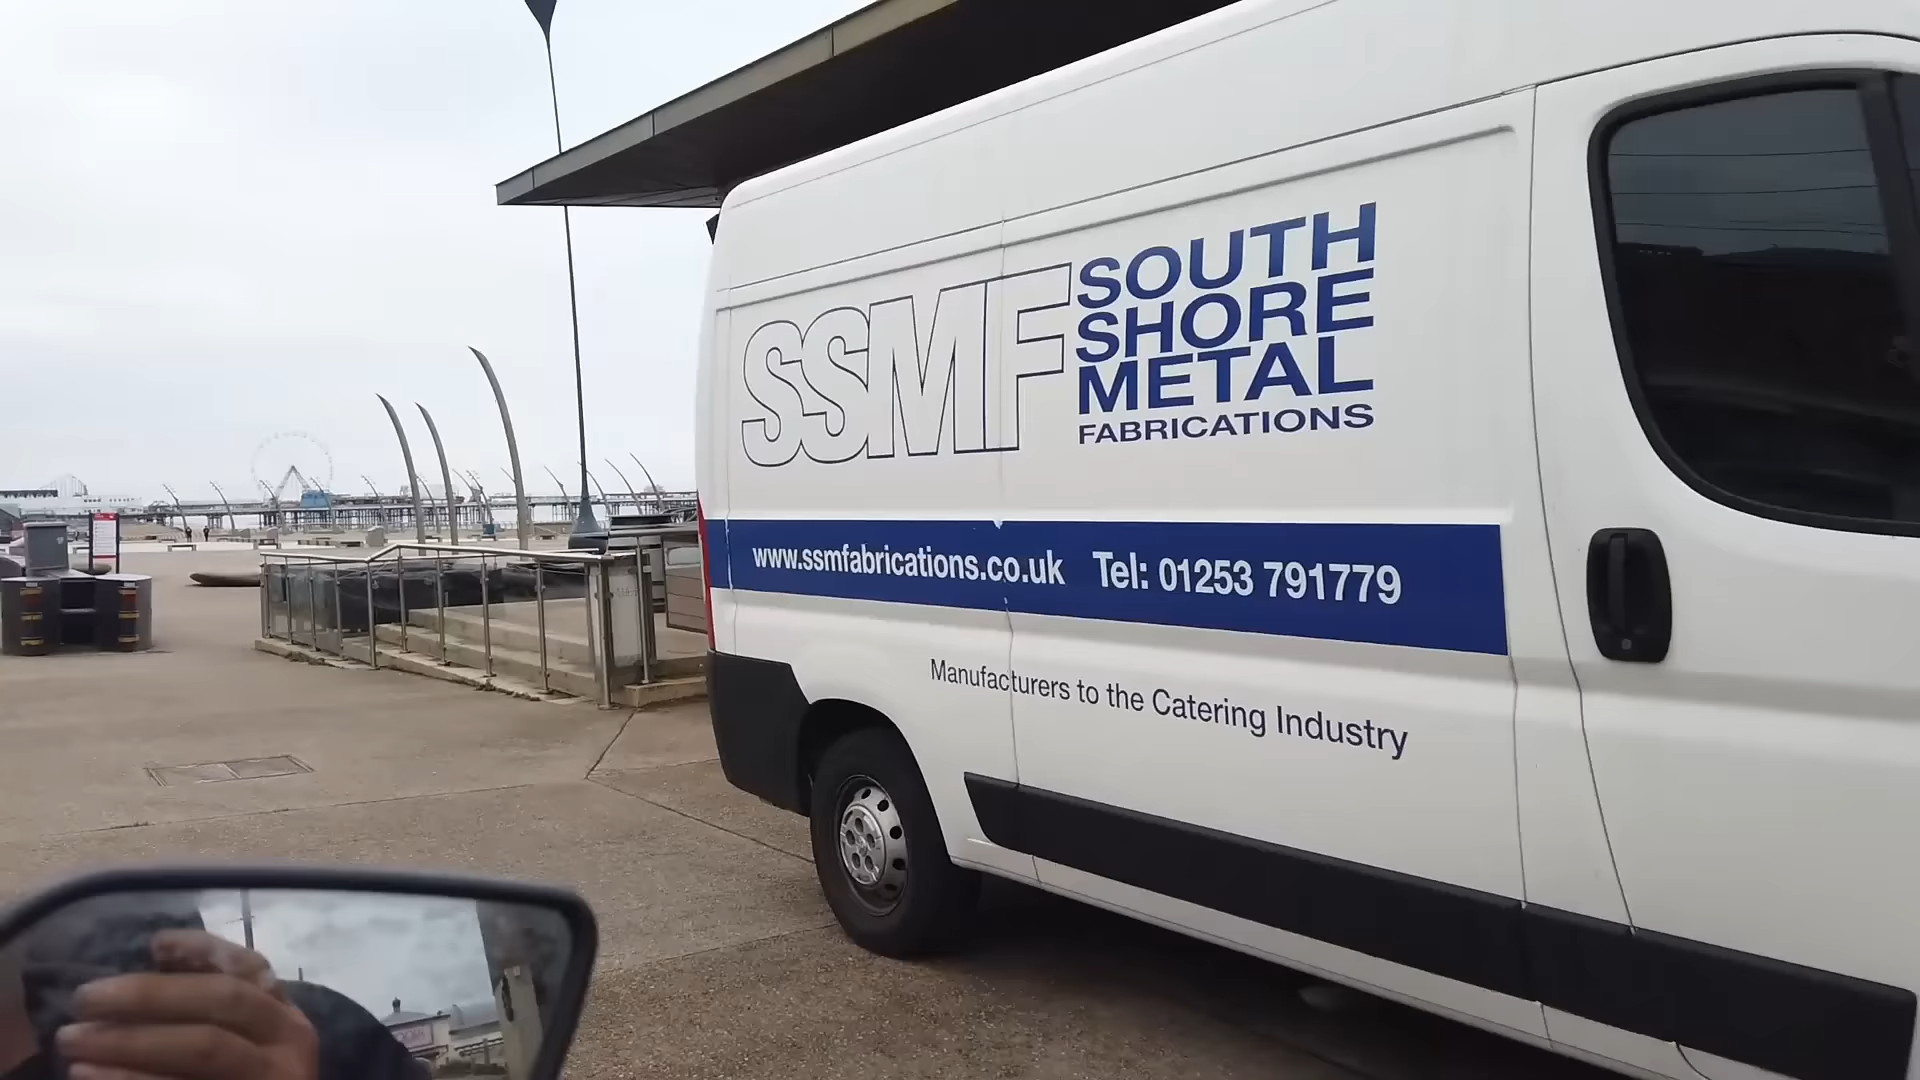 SSMF
SOUTH
SHORE
METAL
FABRICATIONS
www.ssmfabrications.co.uk Tel: 01253 791779
Manufacturers to the Catering Industry